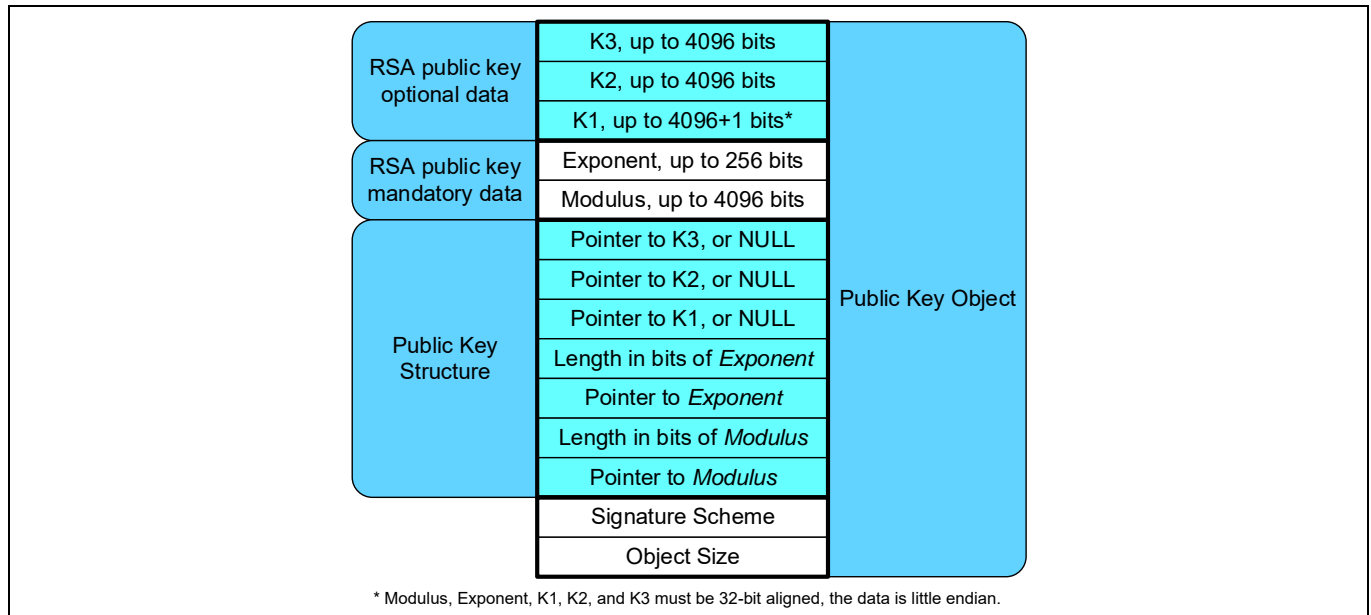 RSA public key
optional data
K3, up to 4096 bits
K2, up to 4096 bits
K1, up to 4096+1 bits*
RSA public key
mandatory data
Exponent, up to 256 bits
Modulus, up to 4096 bits
Public Key
Structure
Pointer to K3, or NULL
Pointer to K2, or NULL
Pointer to K1, or NULL
Length in bits of Exponent
Pointer to Exponent
Length in bits of Modulus
Pointer to Modulus
Signature Scheme
Object Size
Public Key Object
* Modulus, Exponent, K1, K2, and K3 must be 32-bit aligned, the data is little endian.